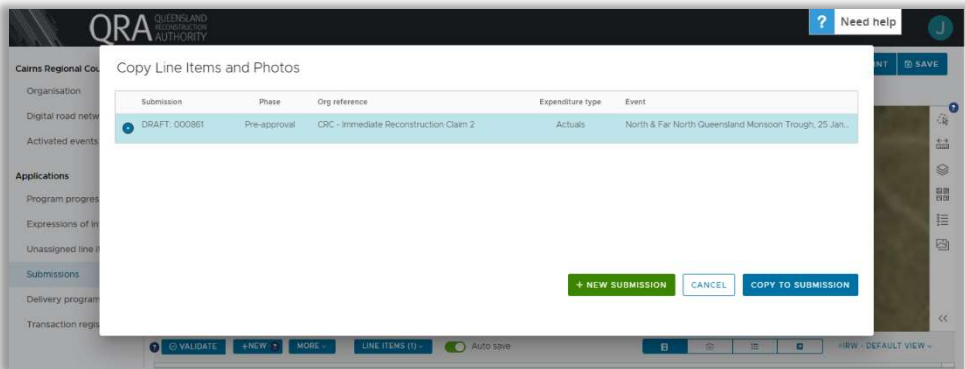 QRA QUEENSLAND
RECONSTRUCTION
AUTHORITY
? Need help
J
Cairns Regional Cou
SAVE
Organisation
Digital road netw
Activated events
Applications
Program progres
Expressions of in
Unassigned line it
Submissions
Delivery program
Transaction regis
Copy Line Items and Photos
Submission Phase Org reference Expenditure type Event
DRAFT: 000861 Pre-approval CRC - Immediate Reconstruction Claim 2 Actuals North & Far North Queensland Monsoon Trough, 25 Jan...
+ NEW SUBMISSION CANCEL COPY TO SUBMISSION
? VALIDATE +NEW ? MORE LINE ITEMS (1) Auto save IRW - DEFAULT VIEW